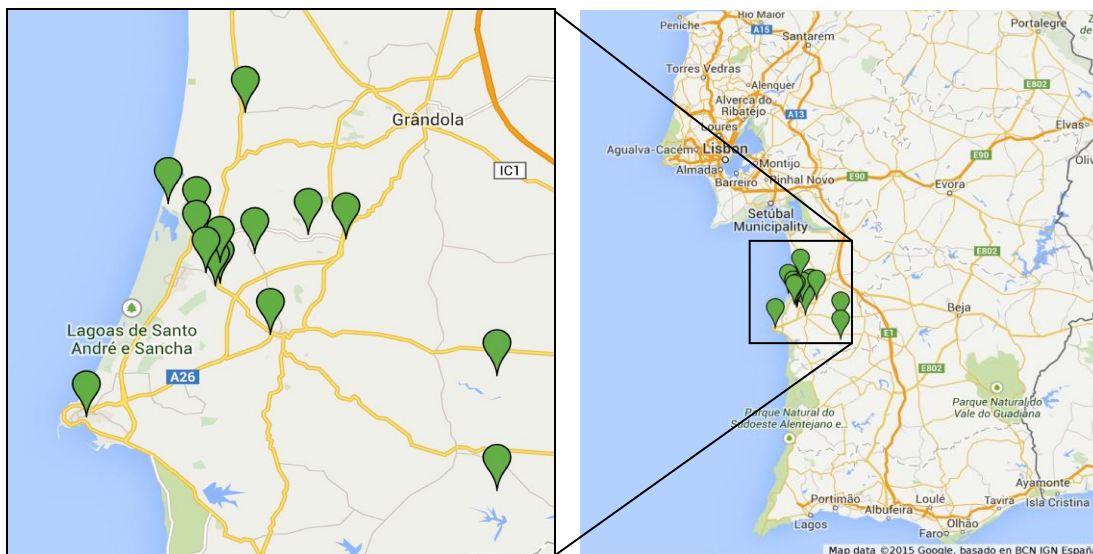 Grândola
IC1
Lagoas de Santo
André e Sancha
A26
Peniche
Rio Maior
A15
Santarem
Portalegre
Torres Vedras
Alenquer
Alverca do
Ribatejo
A13
E802
Loures
Elvas
Agualva-Cacém
Lisbon
Montijo
E90
Almada
Barreiro
Pinhal Novo
E90
Evora
Setúbal
Municipality
Beja
E1
E802
Parque Natural do
Sudoeste Alentejano e...
Parque Natural do
Vale do Guadiana
Portimão
Loulé
Tavira
Ayamonte
Isla Cristina
Lagos
Albufeira
Olhão
Faro
Map data ©2015 Google, basado en BCN IGN España